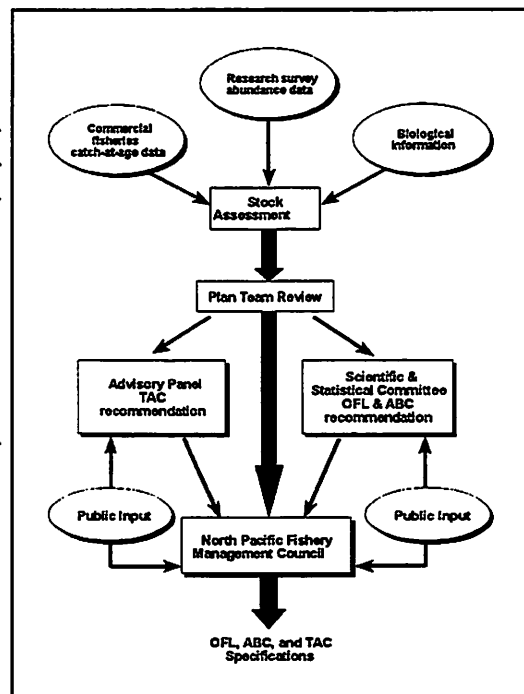 Research survey
abundance data
Commercial
fisheries
catch-at-age data
Biological
Information
Stock
Assessment
Plan Team Review
Advisory Panel
TAC
recommendation
Scientific &
Statistical Committee
OFL & ABC
recommendation
Public Input
Public Input
North Pacific Fishery
Management Council
OFL, ABC, and TAC
Specifications